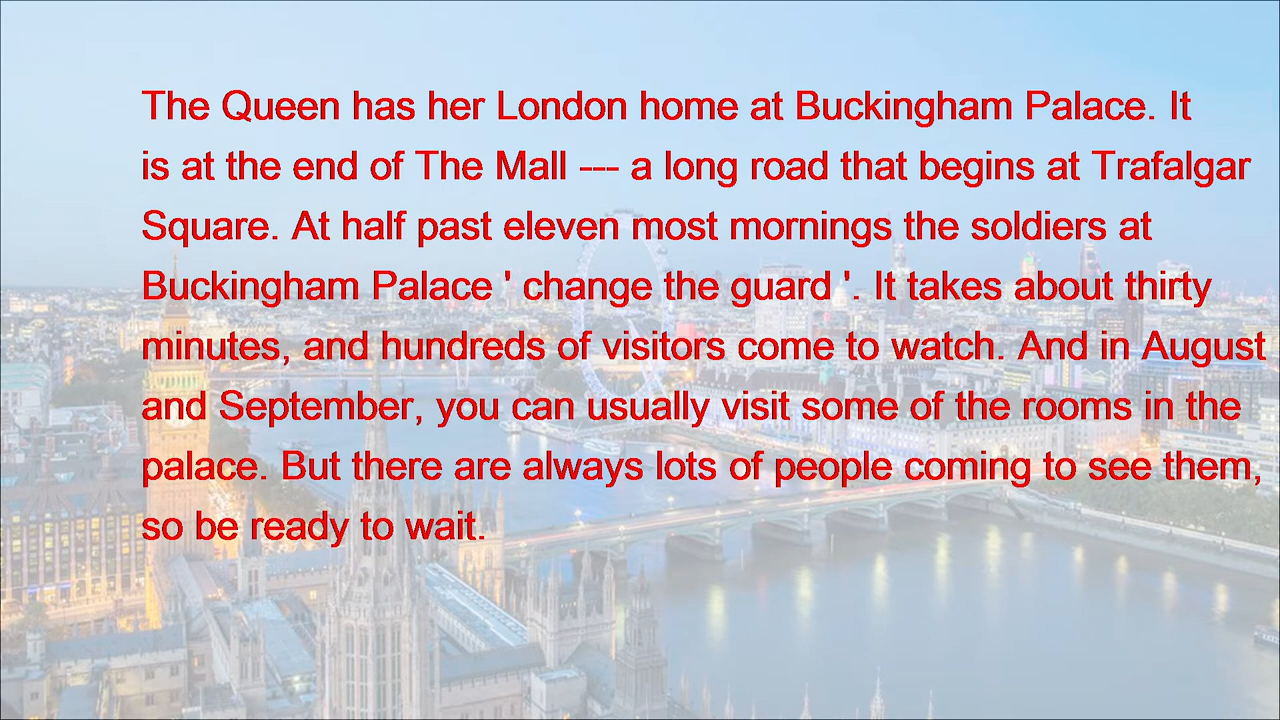 The Queen has her London home at Buckingham Palace. It
is at the end of The Mall --- a long road that begins at Trafalgar
Square. At half past eleven most mornings the soldiers at
Buckingham Palace ' change the guard '. It takes about thirty
minutes, and hundreds of visitors come to watch. And in August
and September, you can usually visit some of the rooms in the
palace. But there are always lots of people coming to see them,
so be ready to wait.